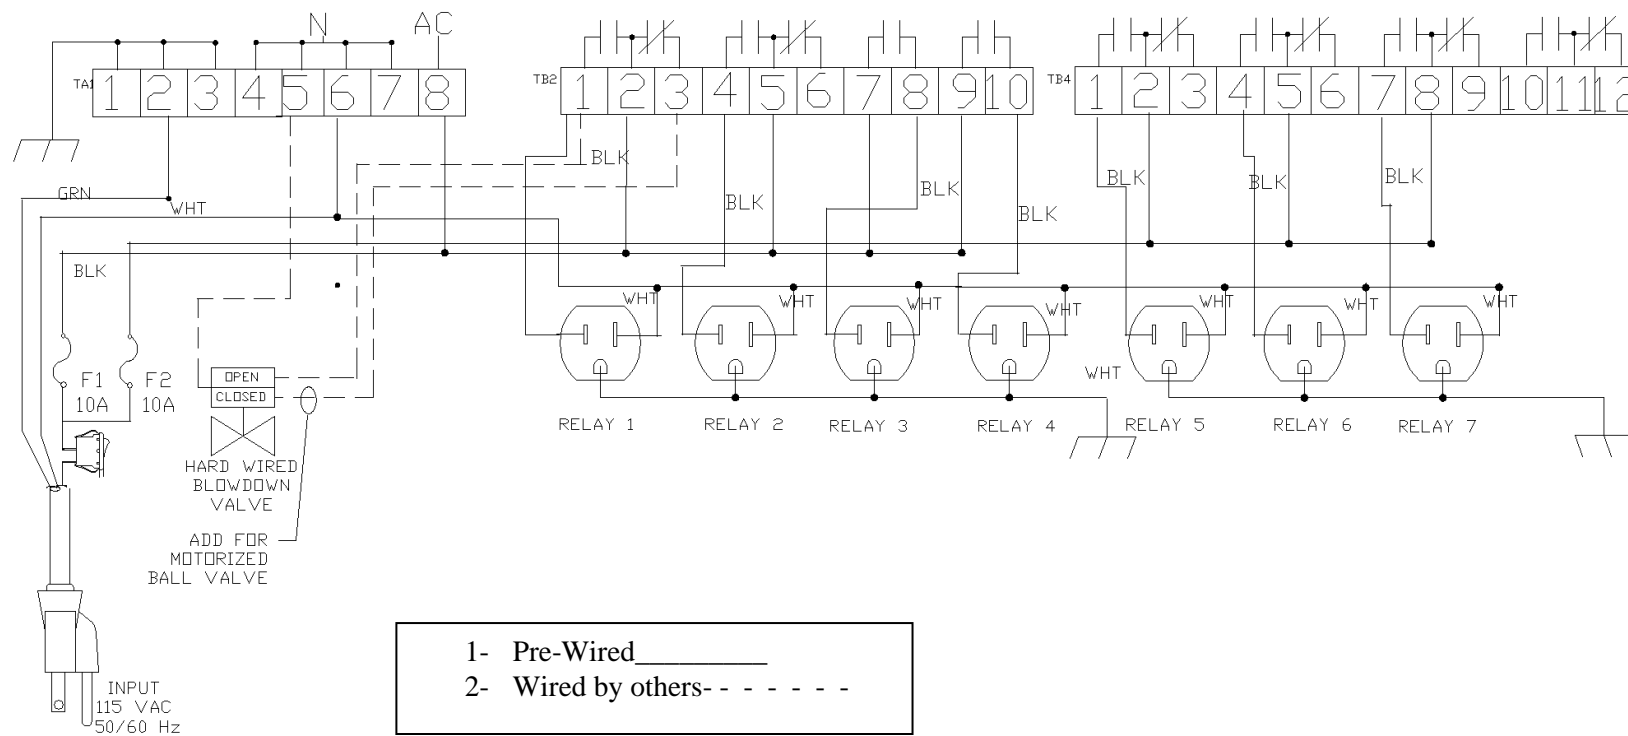 N
AC
TA1
1 2 3 4 5 6 7 8
TB2
1 2 3 4 5 6 7 8 9 10
TB4
1 2 3 4 5 6 7 8 9 10 11 12
BLK
BLK
BLK
BLK
BLK
BLK
BLK
GRN
WHT
BLK
WHT
WHT
WHT
WHT
WHT
WHT
WHT
F1
10A
F2
10A
OPEN
CLOSED
WHT
RELAY 1
RELAY 2
RELAY 3
RELAY 4
RELAY 5
RELAY 6
RELAY 7
HARD WIRED
BLOWDOWN
VALVE
ADD FOR
MOTORIZED
BALL VALVE
INPUT
115 VAC
50/60 Hz
1- Pre-Wired_________
2- Wired by others- - - - - - -